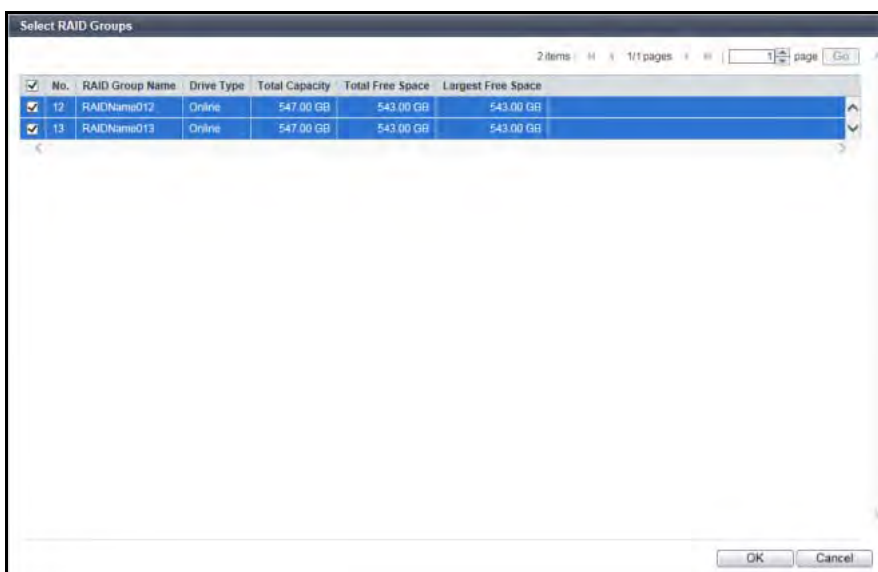 Select RAID Groups
2 items 1/1 pages 1 page Go
No. RAID Group Name Drive Type Total Capacity Total Free Space Largest Free Space
12 RAIDName012 Online 547.00 GB 543.00 GB 543.00 GB
13 RAIDName013 Online 547.00 GB 543.00 GB 543.00 GB
OK Cancel